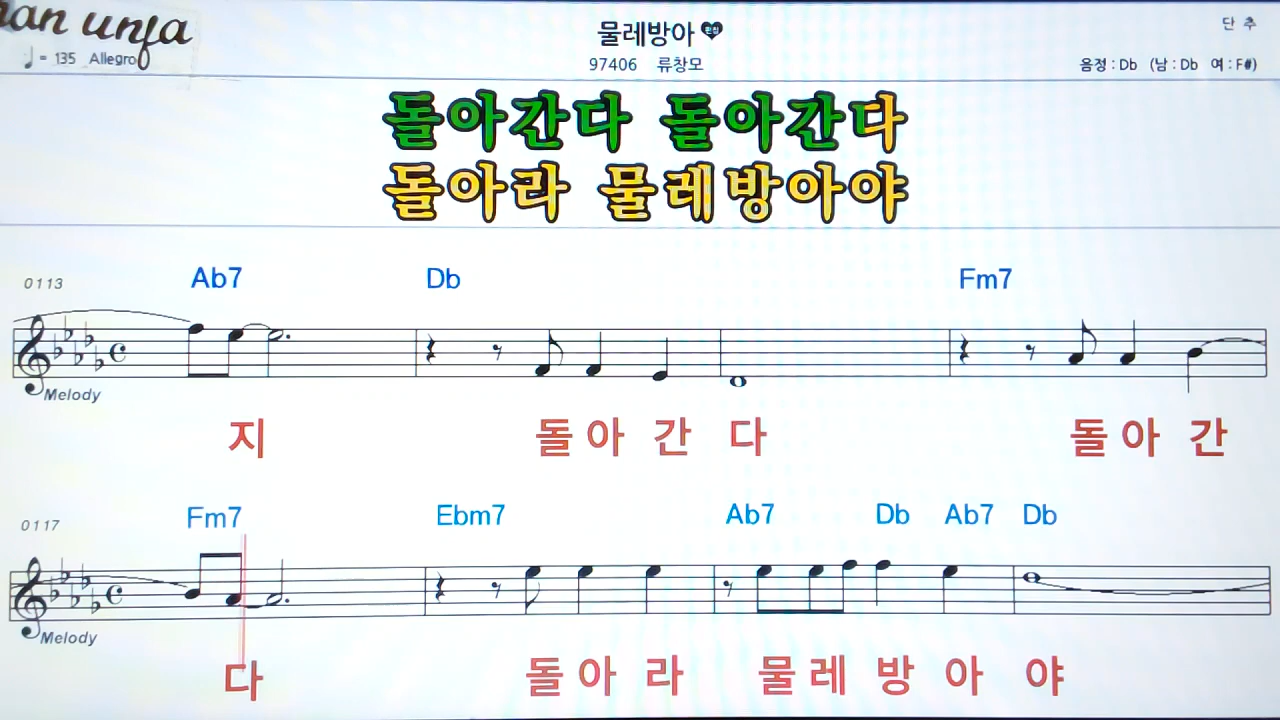 물레방아
단 추
♩= 135 Allegro
97406 류창모
음정 : Db (남 : Db 여 : F#)
돌아간다 돌아간다
돌아라 물레방아야
0113 Ab7 Db Fm7
Melody
지 돌 아 간 다 돌 아 간
0117 Fm7 Ebm7 Ab7 Db Ab7 Db
Melody
다 돌 아 라 물 레 방 아 야